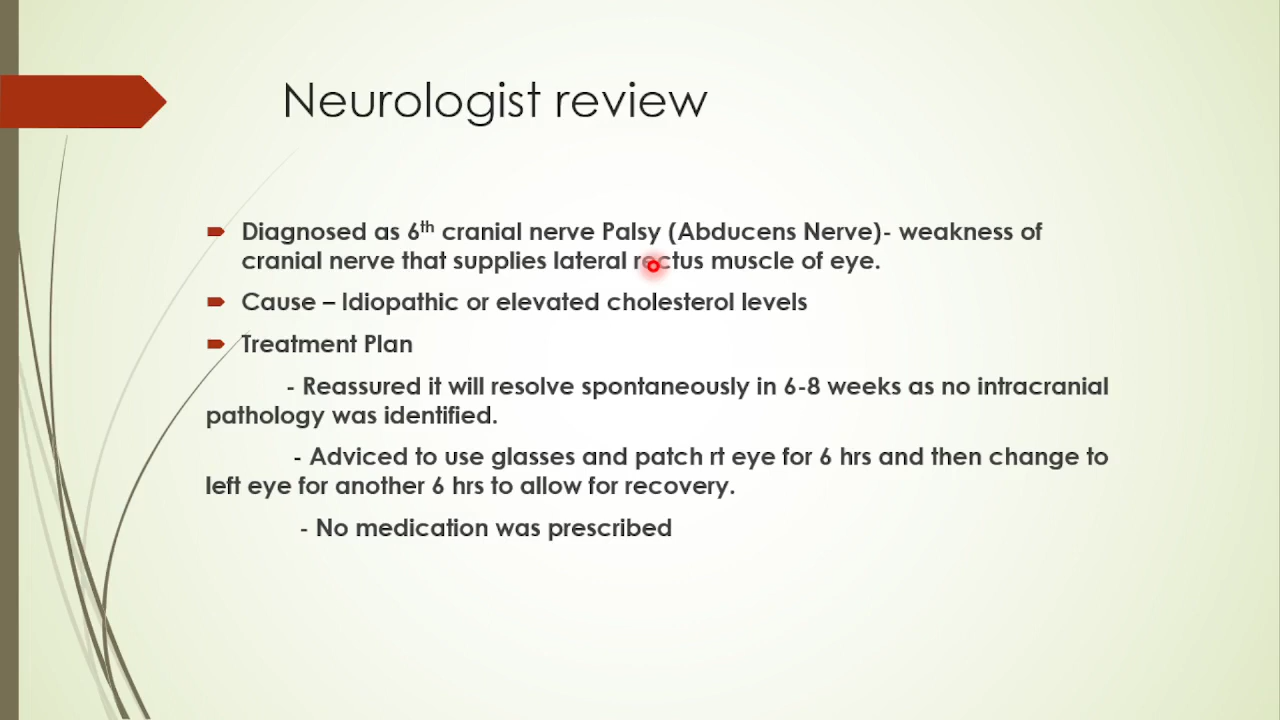 Neurologist review
Diagnosed as 6th cranial nerve Palsy (Abducens Nerve)- weakness of
cranial nerve that supplies lateral rectus muscle of eye.
Cause – Idiopathic or elevated cholesterol levels
Treatment Plan
- Reassured it will resolve spontaneously in 6-8 weeks as no intracranial
pathology was identified.
- Adviced to use glasses and patch rt eye for 6 hrs and then change to
left eye for another 6 hrs to allow for recovery.
- No medication was prescribed